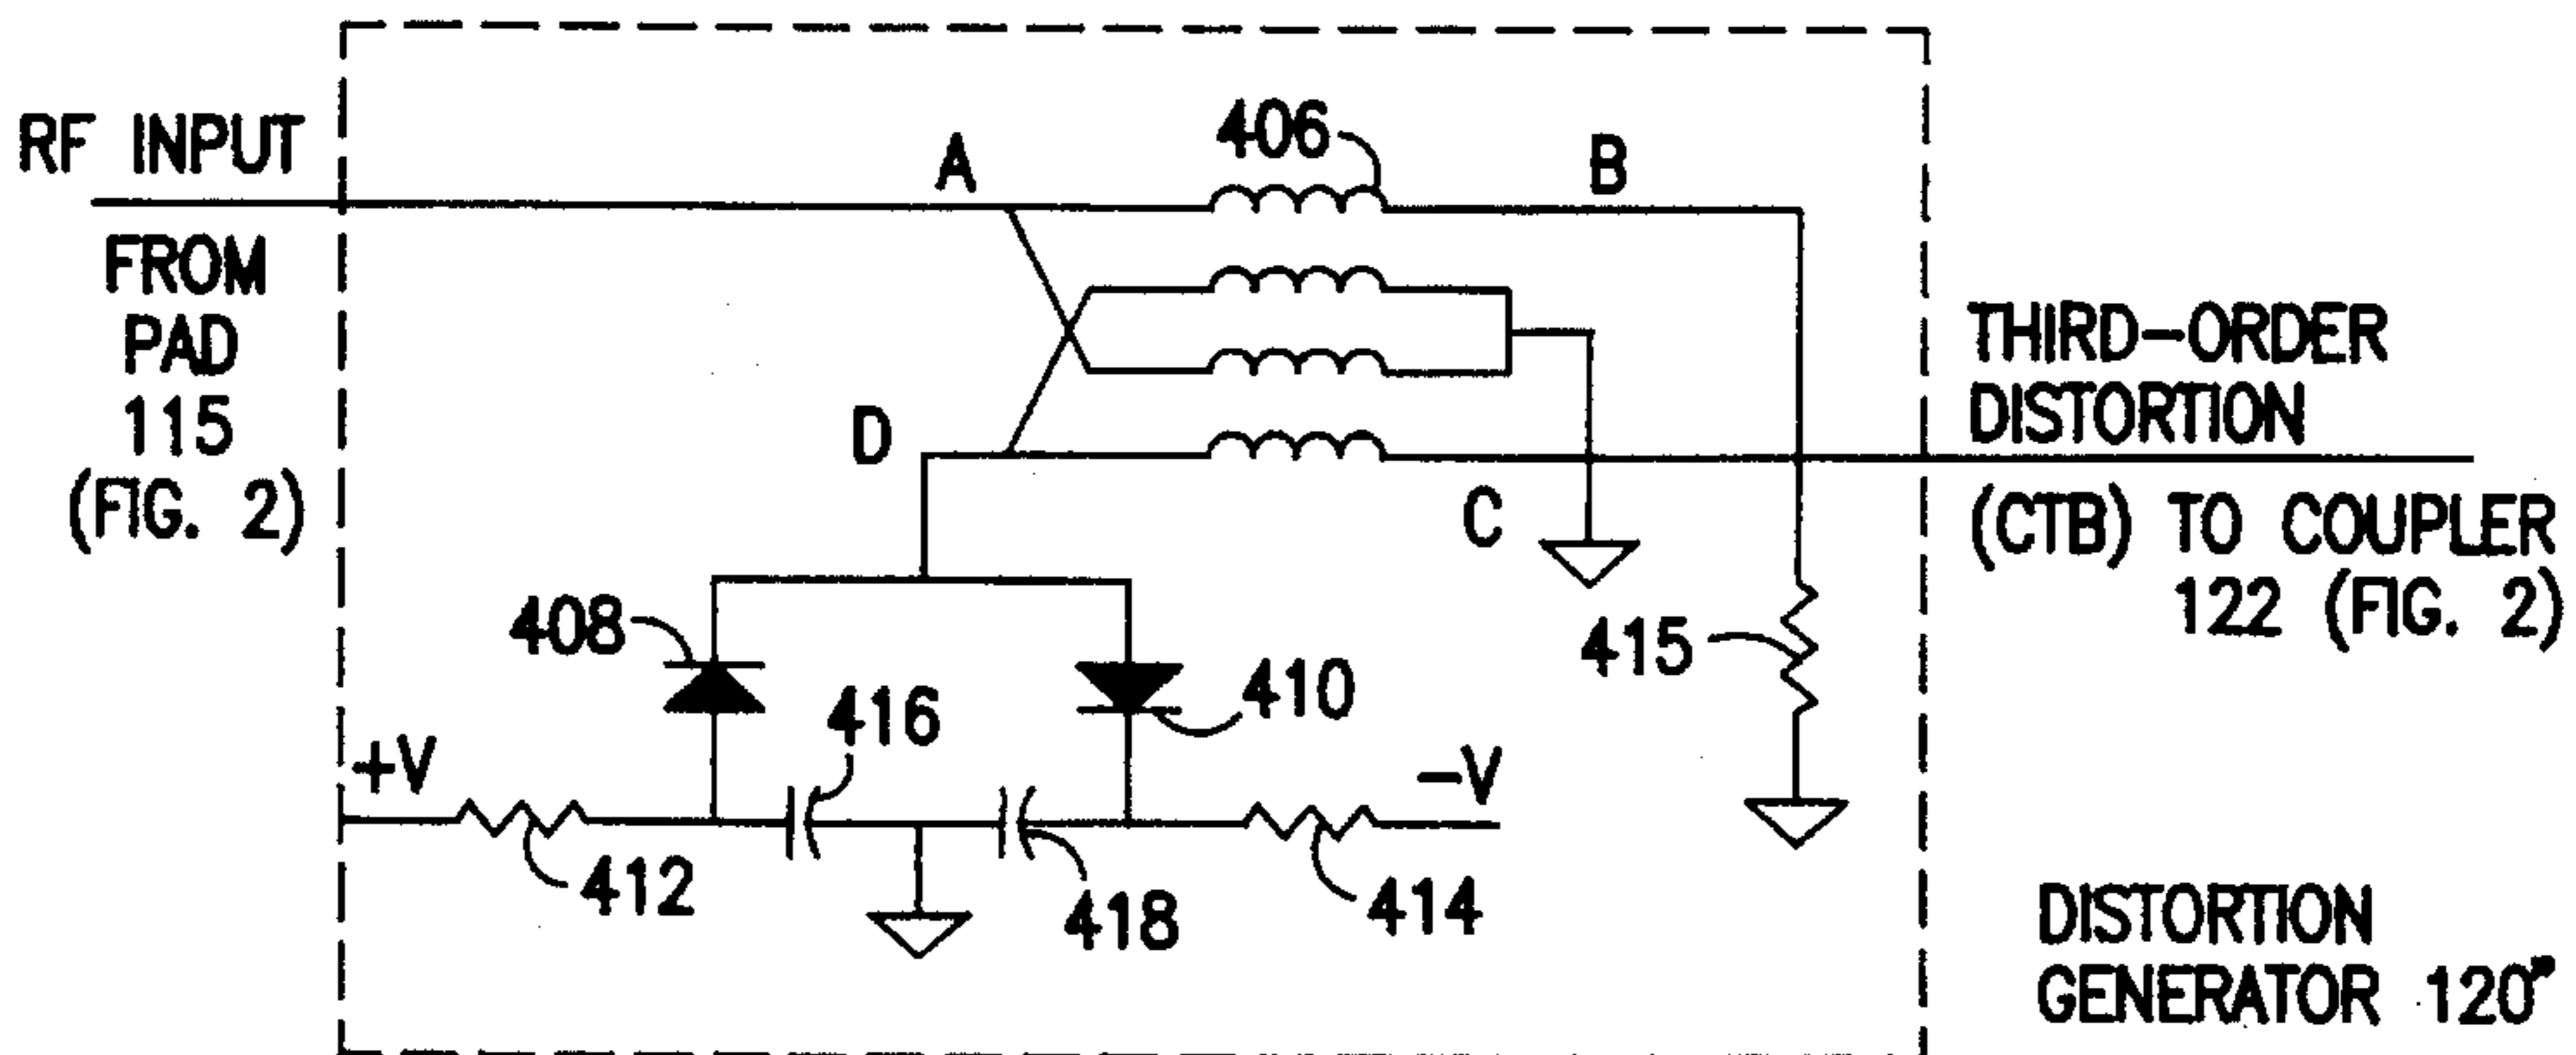 RF INPUT
FROM
PAD
115
(FIG. 2)
A
406
B
D
C
THIRD-ORDER
DISTORTION
(CTB) TO COUPLER
122 (FIG. 2)
408
410
415
416
+V
-V
412
418
414
DISTORTION
GENERATOR 120"